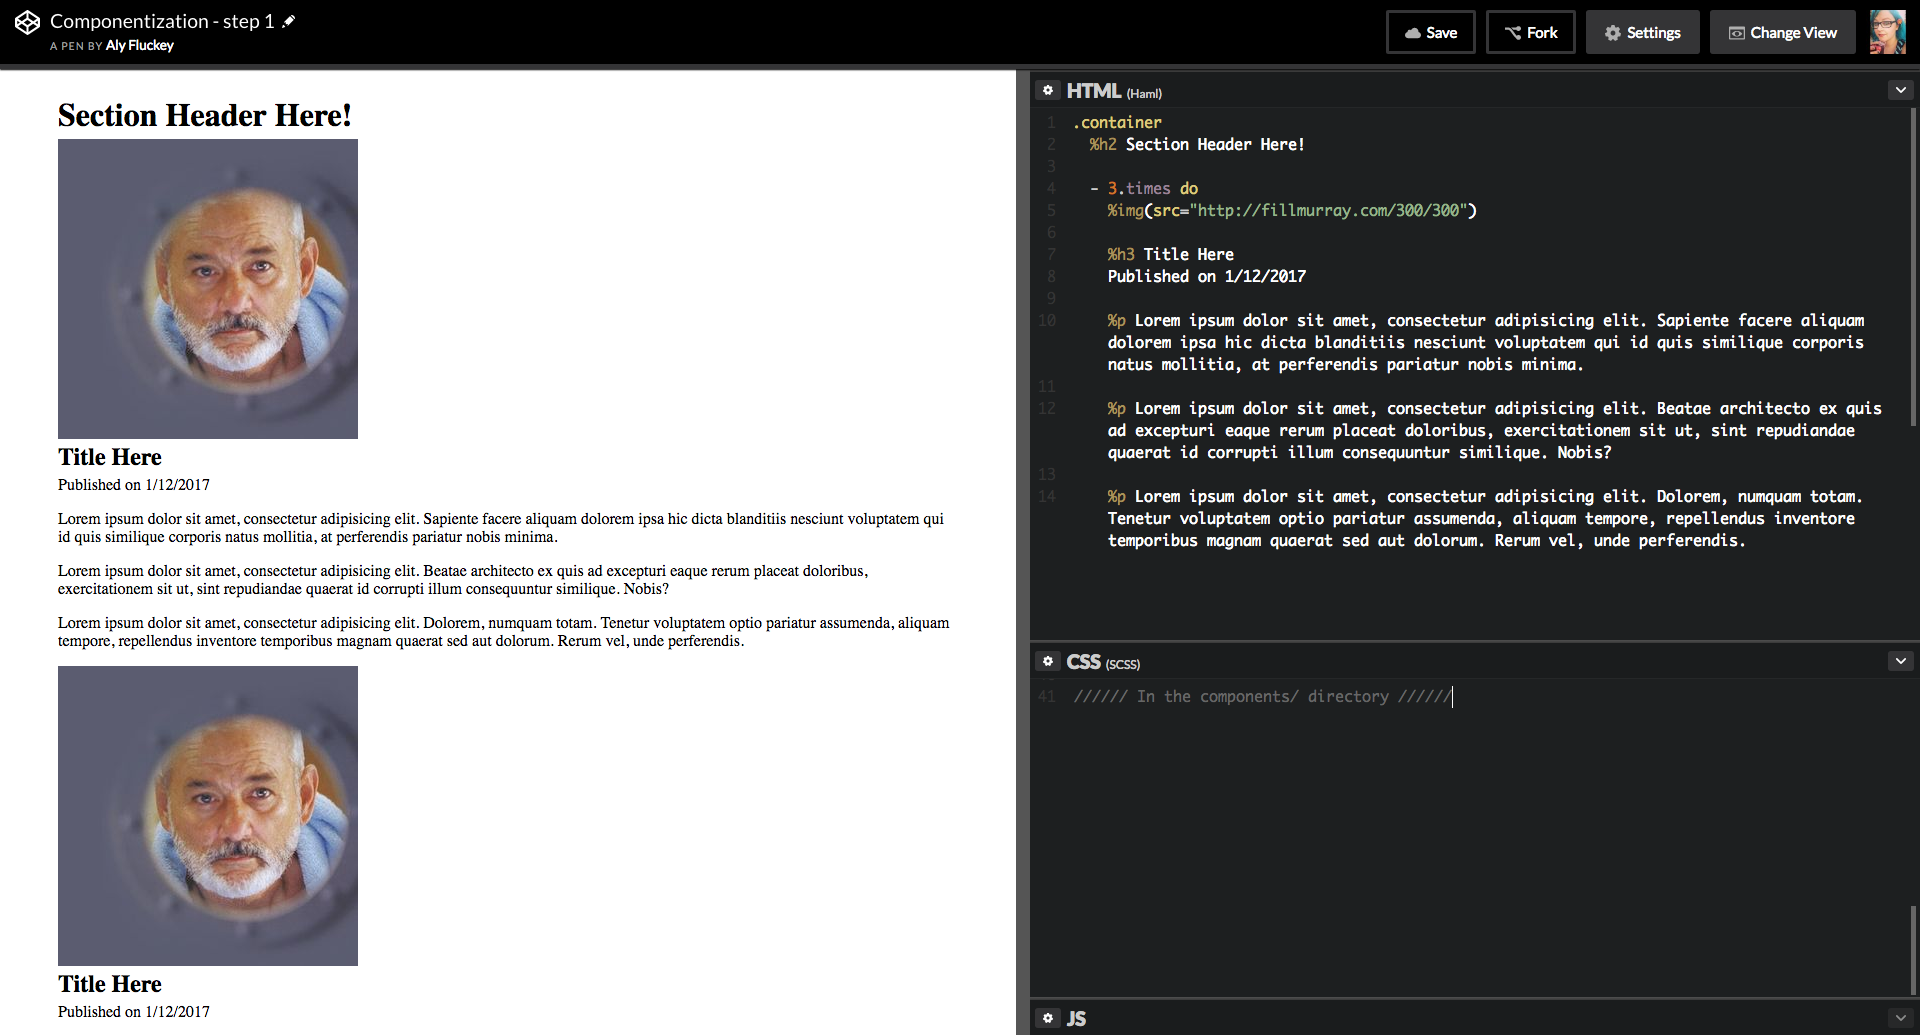 Componentization - step 1
A PEN BY Aly Fluckey
Save
Fork
Settings
Change View
Section Header Here!
Title Here
Published on 1/12/2017
Lorem ipsum dolor sit amet, consectetur adipisicing elit. Sapiente facere aliquam dolorem ipsa hic dicta blanditiis nesciunt voluptatem qui
id quis similique corporis natus mollitia, at perferendis pariatur nobis minima.
Lorem ipsum dolor sit amet, consectetur adipisicing elit. Beatae architecto ex quis ad excepturi eaque rerum placeat doloribus,
exercitationem sit ut, sint repudiandae quaerat id corrupti illum consequuntur similique. Nobis?
Lorem ipsum dolor sit amet, consectetur adipisicing elit. Dolorem, numquam totam. Tenetur voluptatem optio pariatur assumenda, aliquam
tempore, repellendus inventore temporibus magnam quaerat sed aut dolorum. Rerum vel, unde perferendis.
Title Here
Published on 1/12/2017
HTML (Haml)
1 .container
2 %h2 Section Header Here!
3
4 - 3.times do
5 %img(src="http://fillmurray.com/300/300")
6
7 %h3 Title Here
8 Published on 1/12/2017
9
10 %p Lorem ipsum dolor sit amet, consectetur adipisicing elit. Sapiente facere aliquam
dolorem ipsa hic dicta blanditiis nesciunt voluptatem qui id quis similique corporis
natus mollitia, at perferendis pariatur nobis minima.
11
12 %p Lorem ipsum dolor sit amet, consectetur adipisicing elit. Beatae architecto ex quis
ad excepturi eaque rerum placeat doloribus, exercitationem sit ut, sint repudiandae
quaerat id corrupti illum consequuntur similique. Nobis?
13
14 %p Lorem ipsum dolor sit amet, consectetur adipisicing elit. Dolorem, numquam totam.
Tenetur voluptatem optio pariatur assumenda, aliquam tempore, repellendus inventore
temporibus magnam quaerat sed aut dolorum. Rerum vel, unde perferendis.
CSS (SCSS)
41 ////// In the components/ directory //////
JS